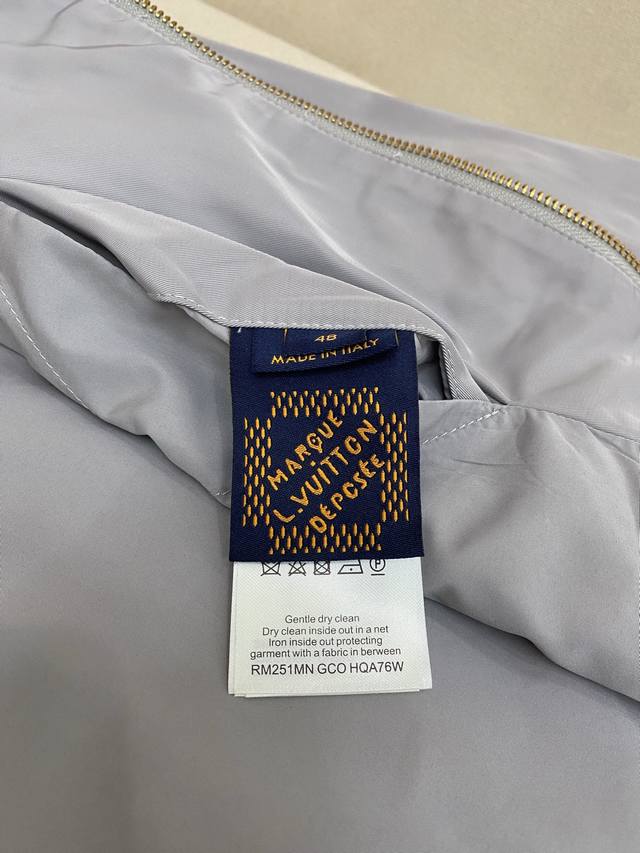 48
MADE IN ITALY
MARQUE
L.VUITTON
DÉPOSÉE
Gentle dry clean
Dry clean inside out in a net
Iron inside out protecting
garment with a fabric in berween
RM251MN GCO HQA76W